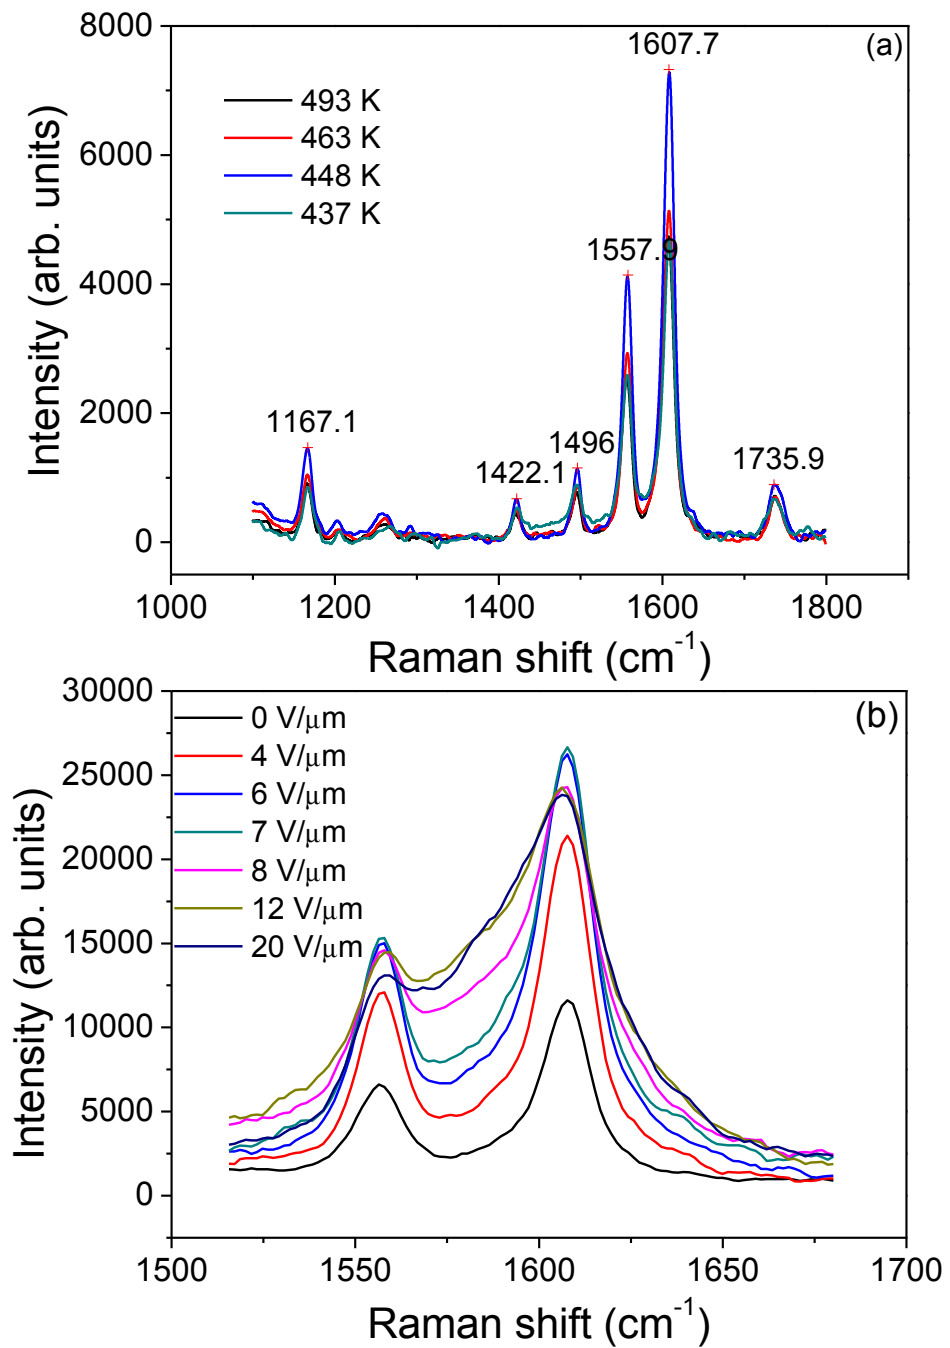 8000
6000
4000
2000
0
Intensity (arb. units)
(a)
493 K
463 K
448 K
437 K
1167.1
1422.1
1496
1557.9
1607.7
1735.9
1000
1200
1400
1600
1800
Raman shift (cm⁻¹)
30000
25000
20000
15000
10000
5000
0
Intensity (arb. units)
(b)
0 V/μm
4 V/μm
6 V/μm
7 V/μm
8 V/μm
12 V/μm
20 V/μm
1500
1550
1600
1650
1700
Raman shift (cm⁻¹)